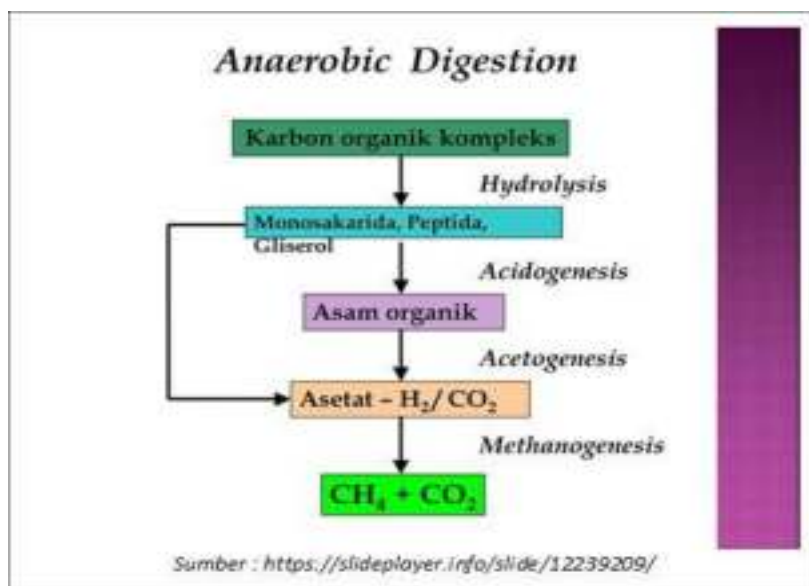 Anaerobic Digestion
Karbon organik kompleks
Hydrolysis
Monosakarida, Peptida,
Gliserol
Acidogenesis
Asam organik
Acetogenesis
Asetat – H₂/ CO₂
Methanogenesis
CH₄ + CO₂
Sumber : https://slideplayer.info/slide/12239209/